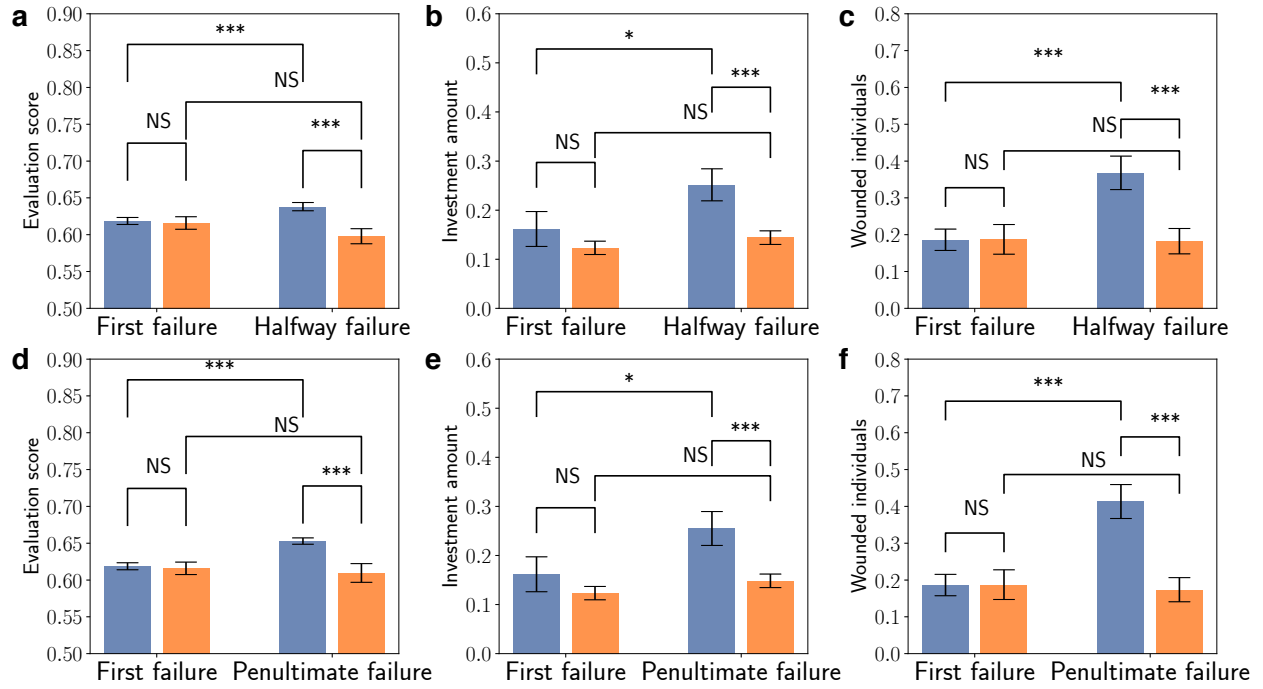 a
0.90
0.85
0.80
0.75
0.70
0.65
0.60
0.55
0.50
Evaluation score
***
NS
NS
***
First failure
Halfway failure
b
0.6
0.5
0.4
0.3
0.2
0.1
0.0
Investment amount
*
***
NS
NS
First failure
Halfway failure
c
0.8
0.7
0.6
0.5
0.4
0.3
0.2
0.1
0.0
Wounded individuals
***
***
NS
NS
First failure
Halfway failure
d
0.90
0.85
0.80
0.75
0.70
0.65
0.60
0.55
0.50
Evaluation score
***
NS
NS
***
First failure
Penultimate failure
e
0.6
0.5
0.4
0.3
0.2
0.1
0.0
Investment amount
*
***
NS
NS
First failure
Penultimate failure
f
0.8
0.7
0.6
0.5
0.4
0.3
0.2
0.1
0.0
Wounded individuals
***
***
NS
NS
First failure
Penultimate failure